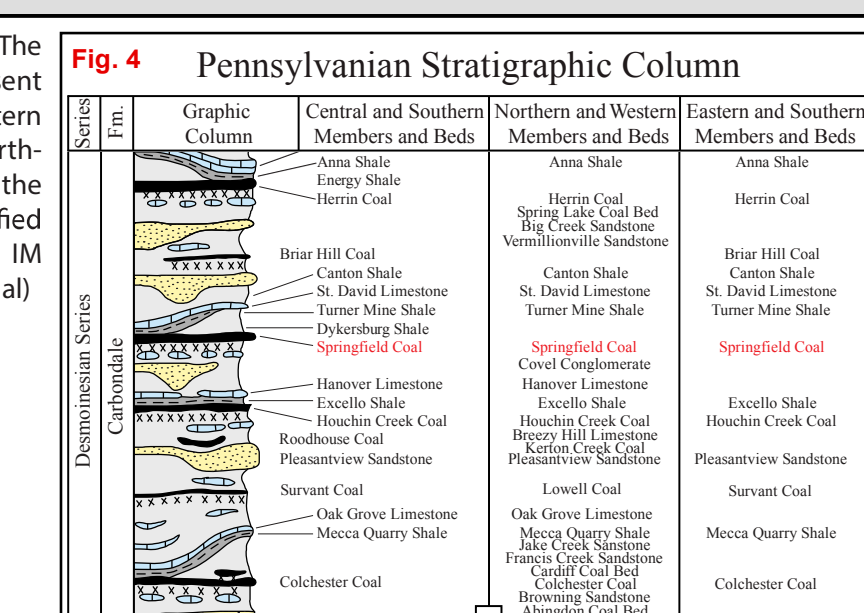 The
sent
tern
rth-
the
fied
IM
al)
Fig. 4
Pennsylvanian Stratigraphic Column
Series
Fm.
Graphic
Column
Central and Southern
Members and Beds
Northern and Western
Members and Beds
Eastern and Southern
Members and Beds
Desmoinesian Series
Carbondale
Anna Shale
Energy Shale
Herrin Coal
Briar Hill Coal
Canton Shale
St. David Limestone
Turner Mine Shale
Dykersburg Shale
Springfield Coal
Hanover Limestone
Excello Shale
Houchin Creek Coal
Roodhouse Coal
Pleasantview Sandstone
Survant Coal
Oak Grove Limestone
Mecca Quarry Shale
Colchester Coal
Anna Shale
Herrin Coal
Spring Lake Coal Bed
Big Creek Sandstone
Vermillionville Sandstone
Canton Shale
St. David Limestone
Turner Mine Shale
Springfield Coal
Covel Conglomerate
Hanover Limestone
Excello Shale
Houchin Creek Coal
Breezy Hill Limestone
Kerton Creek Coal
Pleasantview Sandstone
Lowell Coal
Oak Grove Limestone
Mecca Quarry Shale
Jake Creek Sanstone
Francis Creek Sandstone
Cardiff Coal Bed
Colchester Coal
Browning Sandstone
Abingdon Coal Bed
Anna Shale
Herrin Coal
Briar Hill Coal
Canton Shale
St. David Limestone
Turner Mine Shale
Springfield Coal
Excello Shale
Houchin Creek Coal
Pleasantview Sandstone
Survant Coal
Mecca Quarry Shale
Colchester Coal